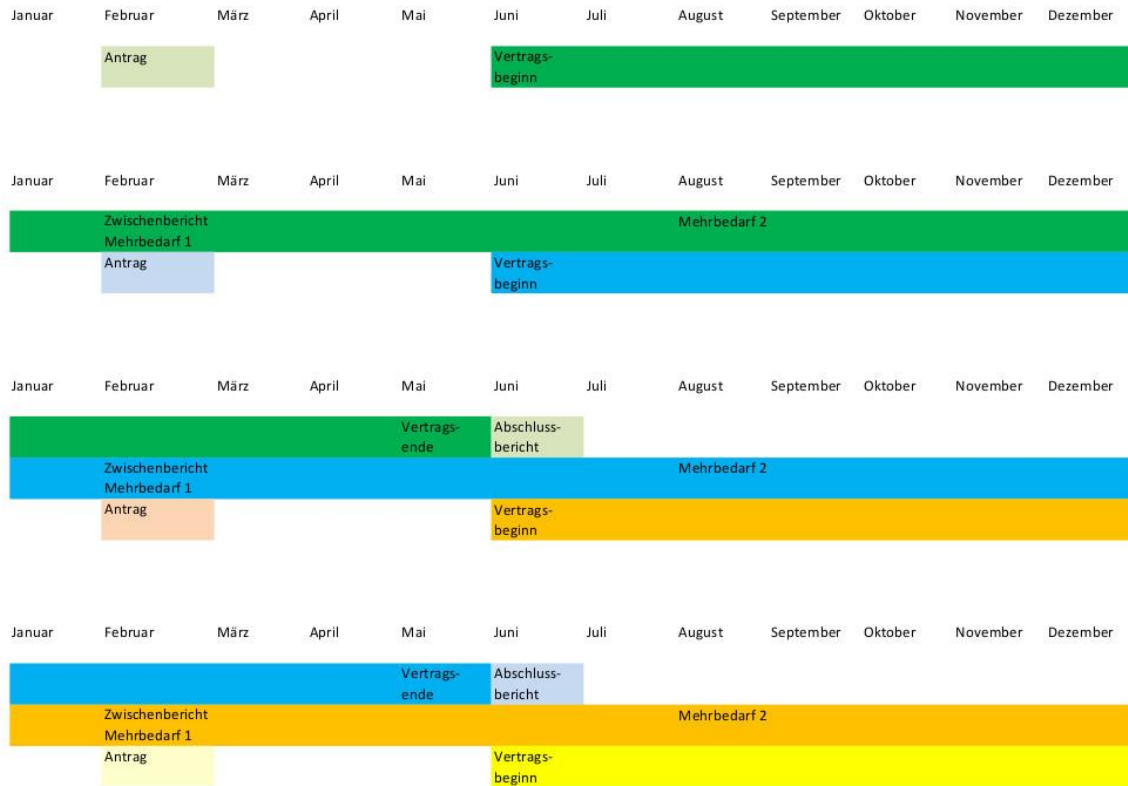 Januar Februar März April Mai Juni Juli August September Oktober November Dezember
Antrag Vertrags-
beginn
Januar Februar März April Mai Juni Juli August September Oktober November Dezember
Zwischenbericht Mehrbedarf 2
Mehrbedarf 1
Antrag Vertrags-
beginn
Januar Februar März April Mai Juni Juli August September Oktober November Dezember
Vertrags- Abschluss-
ende bericht
Zwischenbericht Mehrbedarf 2
Mehrbedarf 1
Antrag Vertrags-
beginn
Januar Februar März April Mai Juni Juli August September Oktober November Dezember
Vertrags- Abschluss-
ende bericht
Zwischenbericht Mehrbedarf 2
Mehrbedarf 1
Antrag Vertrags-
beginn